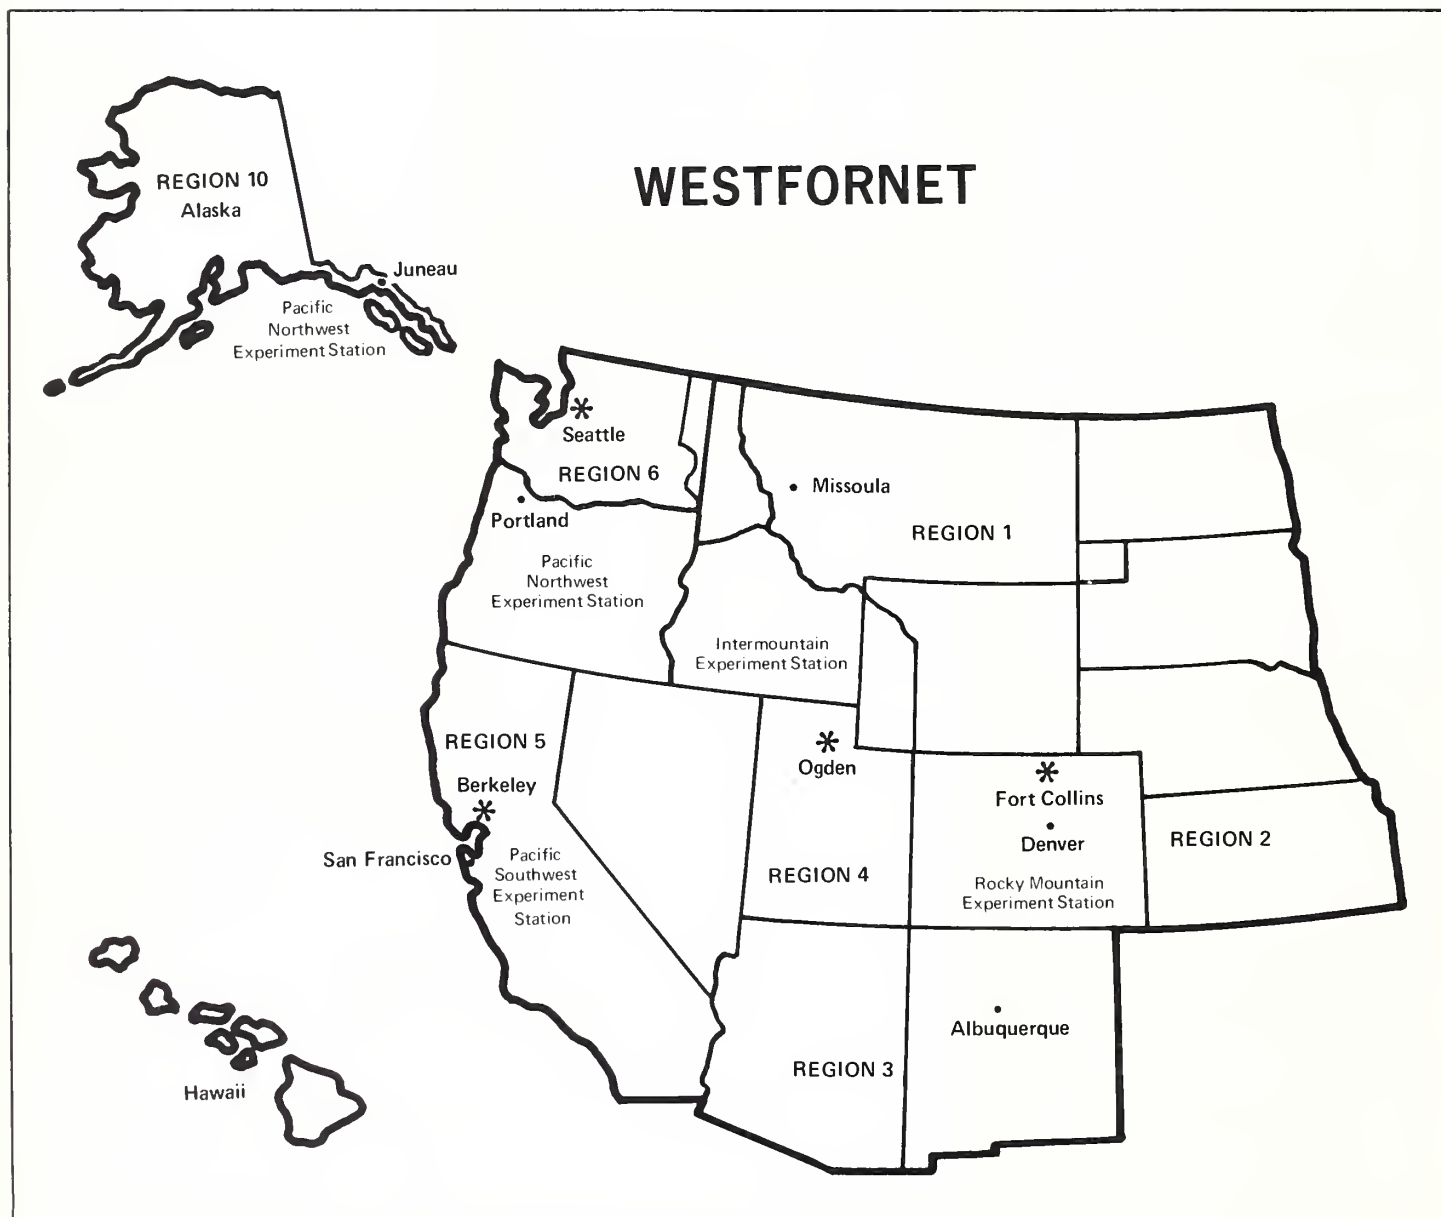 WESTFORNET
REGION 10
Alaska
Juneau
Pacific
Northwest
Experiment Station
Seattle
REGION 6
Portland
Pacific
Northwest
Experiment Station
Missoula
REGION 1
Intermountain
Experiment Station
REGION 5
Berkeley
San Francisco
Pacific
Southwest
Experiment
Station
Ogden
REGION 4
Fort Collins
Denver
Rocky Mountain
Experiment Station
REGION 2
REGION 3
Albuquerque
Hawaii